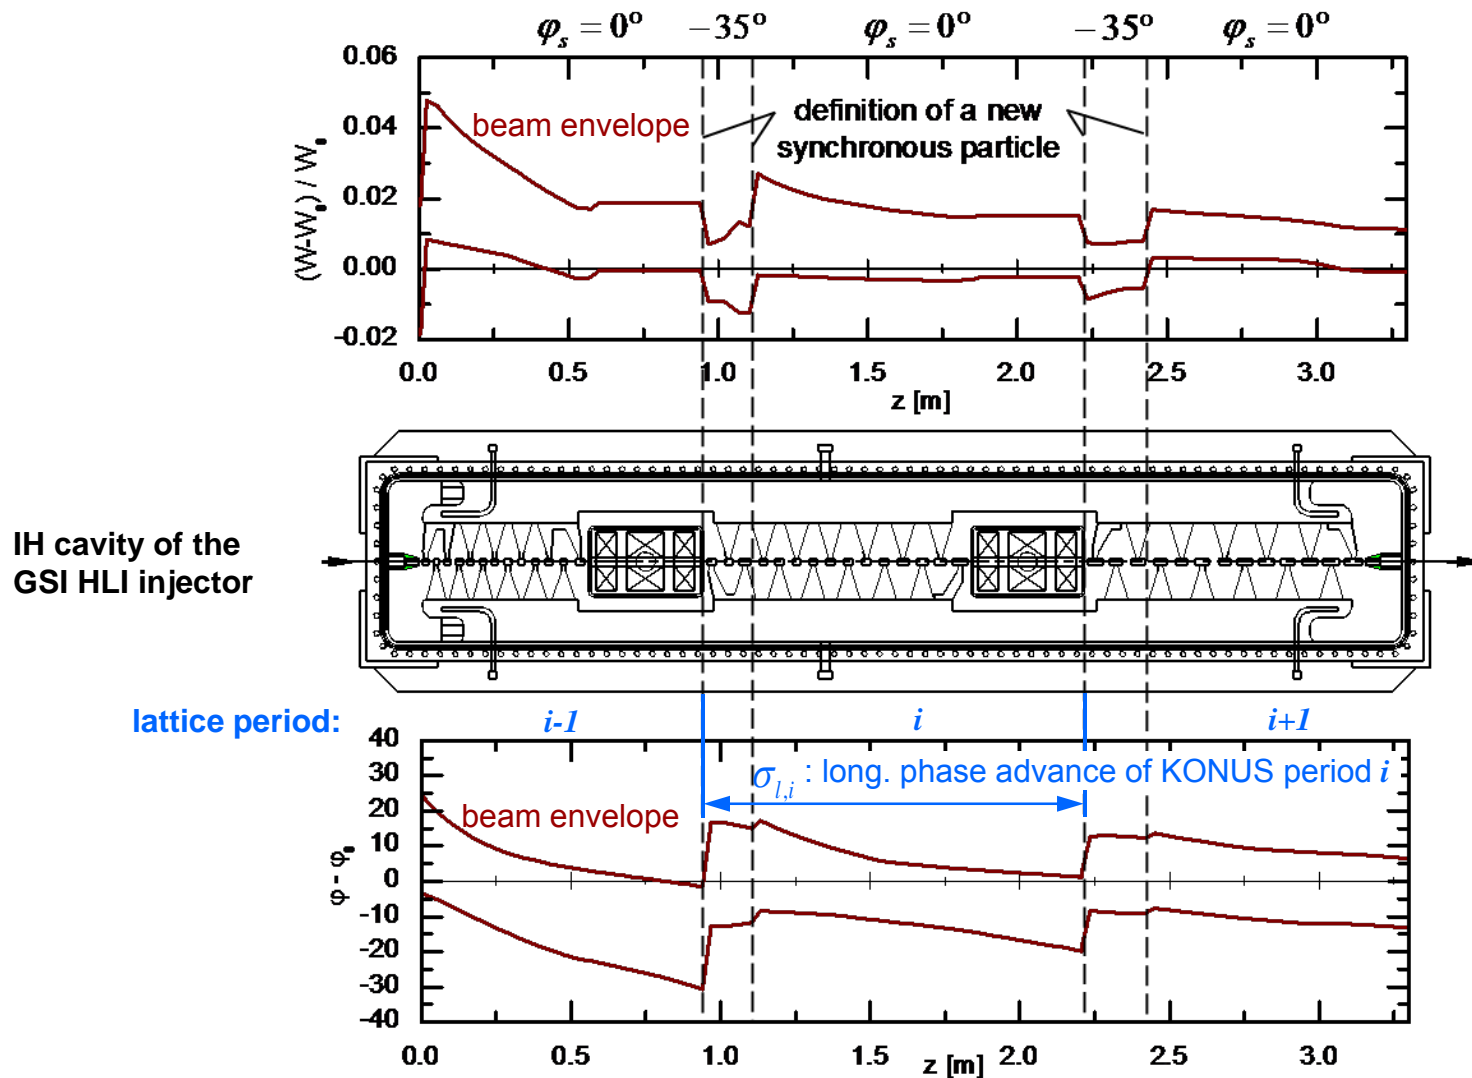 φₛ = 0° −35° φₛ = 0° −35° φₛ = 0°
0.06
0.04
0.02
0.00
-0.02
(W-W₀) / W₀
beam envelope
definition of a new
synchronous particle
0.0 0.5 1.0 1.5 2.0 2.5 3.0
z [m]
IH cavity of the
GSI HLI injector
lattice period: i-1 i i+1
40
30
20
10
0
-10
-20
-30
-40
φ - φ₀
σl,i : long. phase advance of KONUS period i
beam envelope
0.0 0.5 1.0 1.5 2.0 2.5 3.0
z [m]